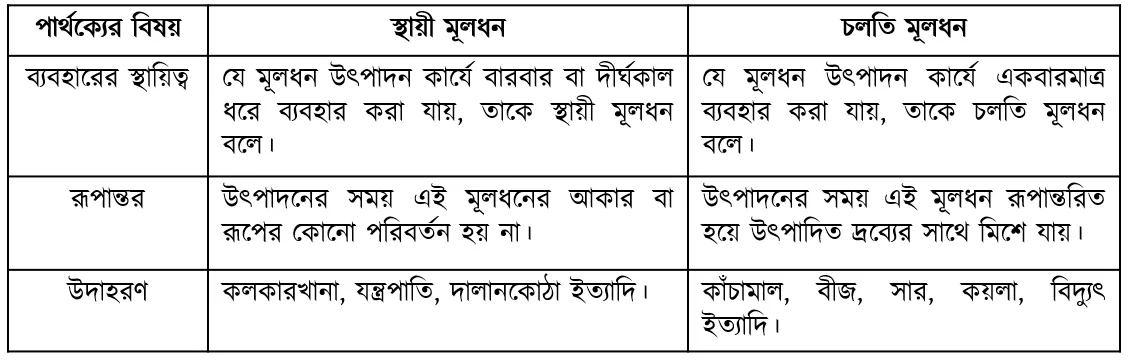 পার্থক্যের বিষয় স্থায়ী মূলধন চলতি মূলধন
ব্যবহারের স্থায়িত্ব
যে মূলধন উৎপাদন কার্যে বারবার বা দীর্ঘকাল
ধরে ব্যবহার করা যায়, তাকে স্থায়ী মূলধন
বলে।
যে মূলধন উৎপাদন কার্যে একবারমাত্র
ব্যবহার করা যায়, তাকে চলতি মূলধন
বলে।
রূপান্তর
উৎপাদনের সময় এই মূলধনের আকার বা
রূপের কোনো পরিবর্তন হয় না।
উৎপাদনের সময় এই মূলধন রূপান্তরিত
হয়ে উৎপাদিত দ্রব্যের সাথে মিশে যায়।
উদাহরণ
কলকারখানা, যন্ত্রপাতি, দালানকোঠা ইত্যাদি।
কাঁচামাল, বীজ, সার, কয়লা, বিদ্যুৎ
ইত্যাদি।